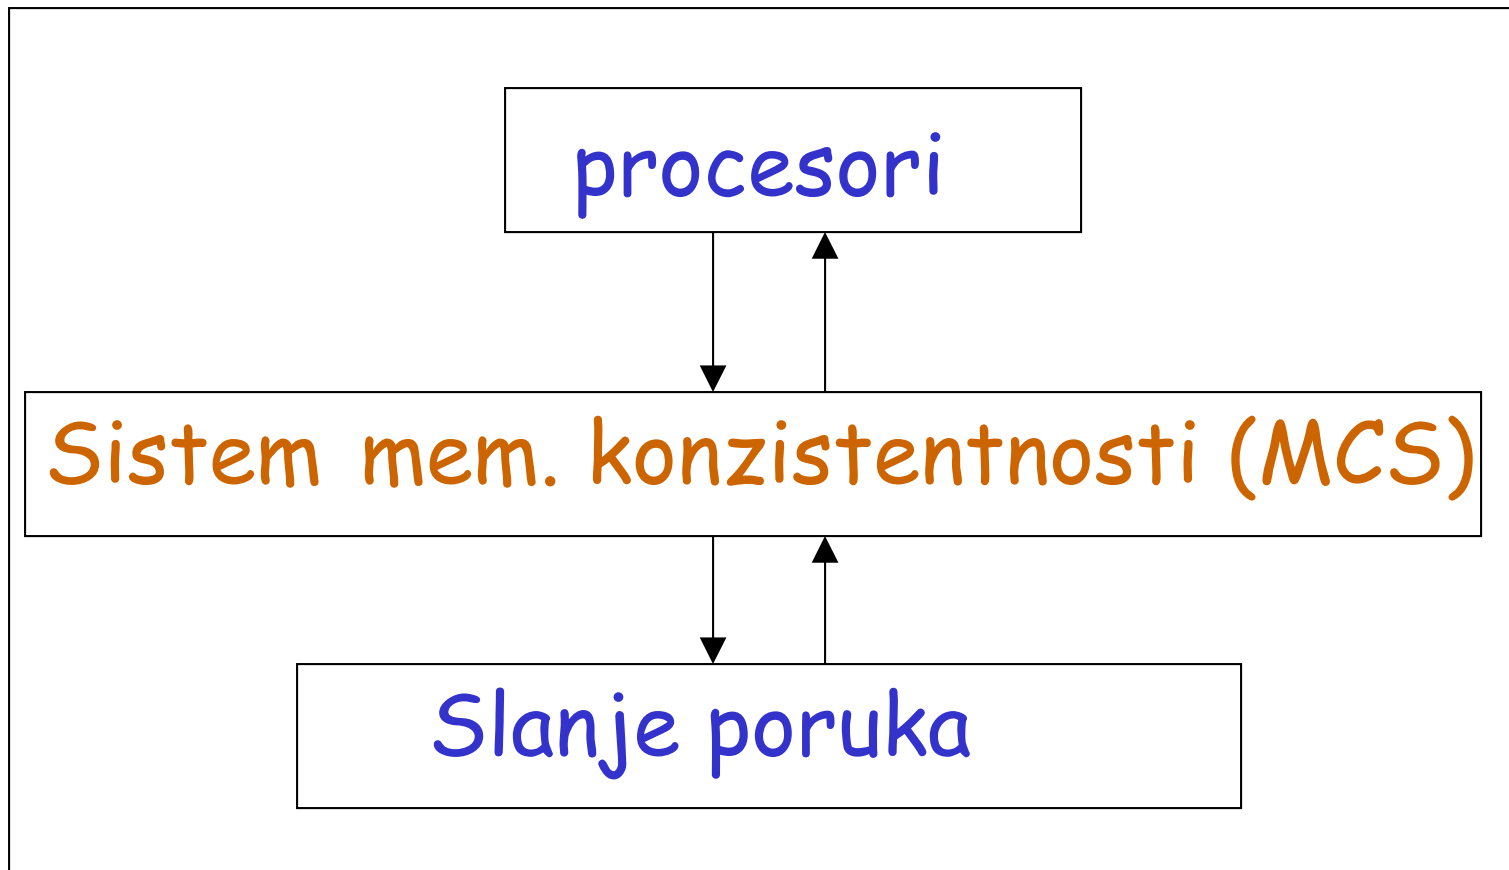 procesori
Sistem mem. konzistentnosti (MCS)
Slanje poruka